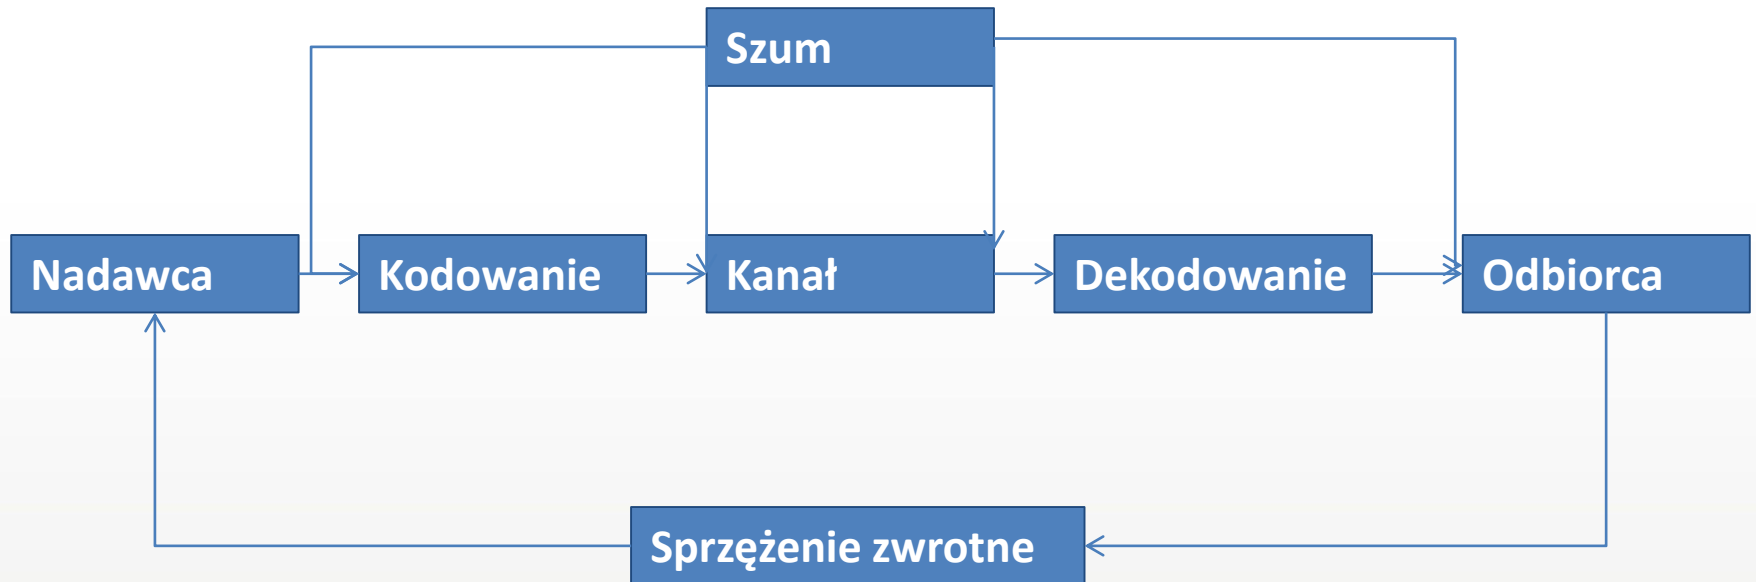 Szum
Nadawca
Kodowanie
Kanał
Dekodowanie
Odbiorca
Sprzężenie zwrotne